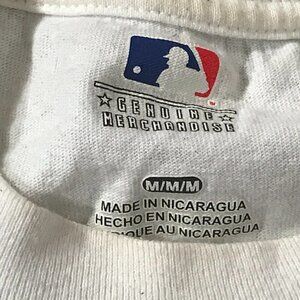 GENUINE
MERCHANDISE
M/M/M
MADE IN NICARAGUA
HECHO EN NICARAGUA
AU NICARAGUA